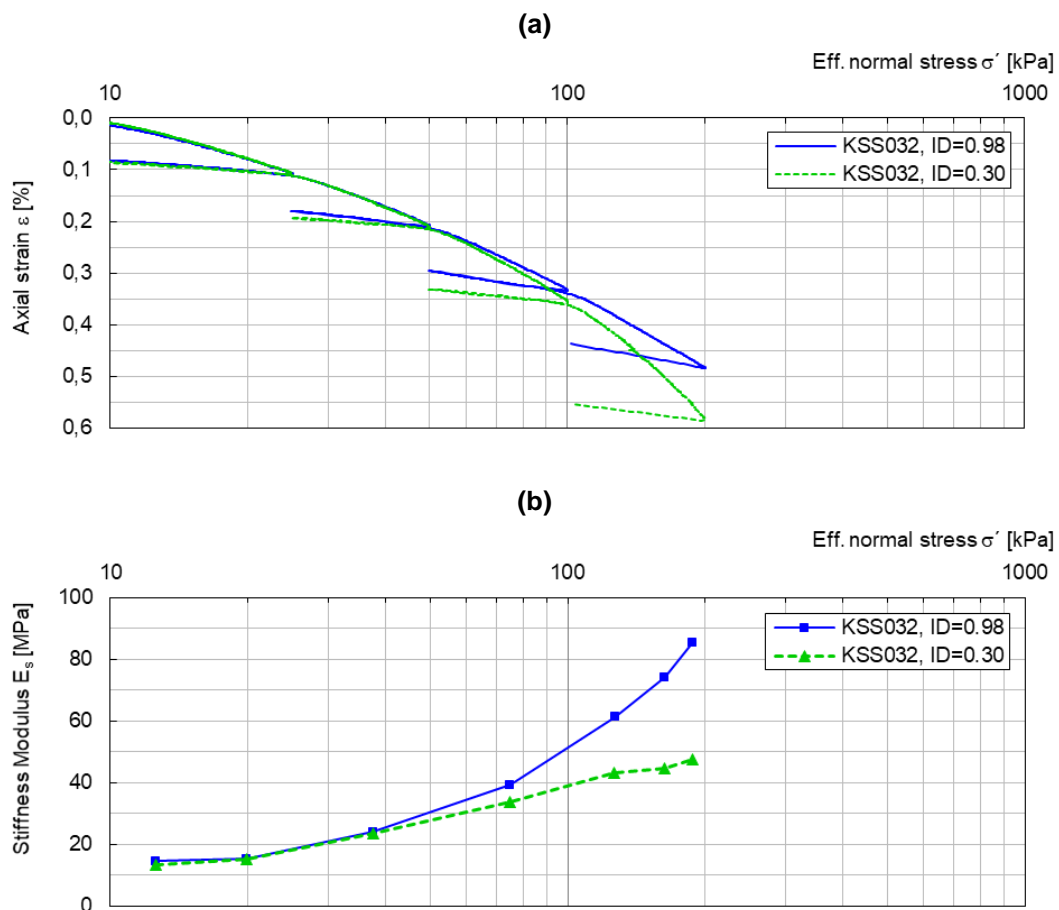 (a)
Eff. normal stress σ´ [kPa]
10 100 1000
0,0
0,1
0,2
0,3
0,4
0,5
0,6
Axial strain ε [%]
KSS032, ID=0.98
KSS032, ID=0.30
(b)
Eff. normal stress σ´ [kPa]
10 100 1000
100
80
60
40
20
0
Stiffness Modulus Es [MPa]
KSS032, ID=0.98
KSS032, ID=0.30